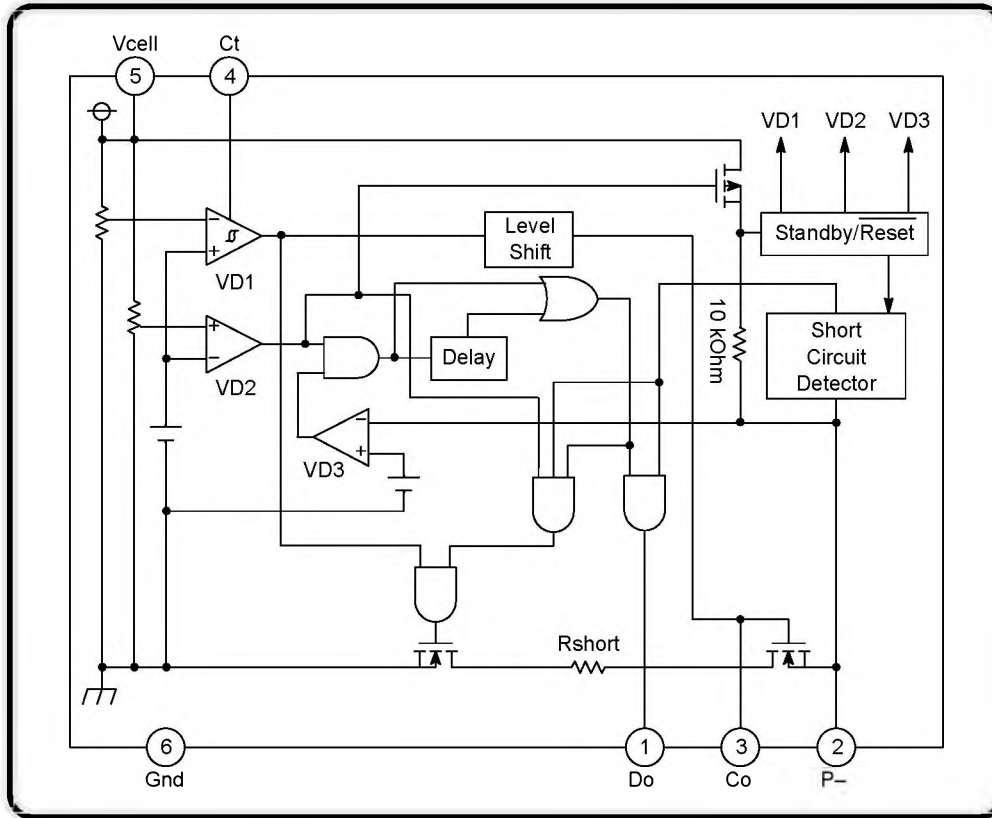 Vcell
Ct
5
4
VD1
VD2
VD3
Level
Shift
Standby/Reset
VD1
10 kOhm
Short
Circuit
Detector
Delay
VD2
VD3
Rshort
6
1
3
2
Gnd
Do
Co
P–